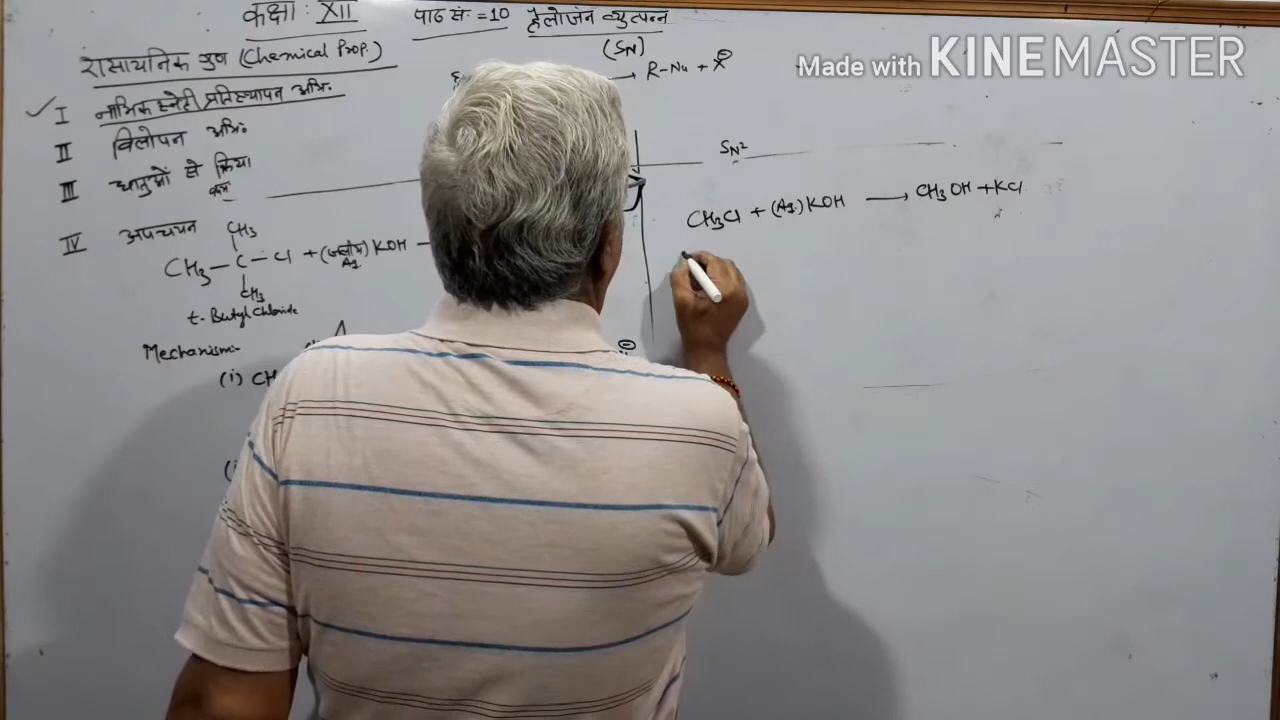 कक्षा: XII पाठ सं: =10 हैलोजन व्युत्पन्न
(SN)
रासायनिक गुण (Chemical Prop.)
→ R-Nu + X⊖
Made with KINEMASTER
✓ I नाभिक स्नेही प्रतिस्थापन अभि.
II विलोपन अभि॰
III धातुओं से क्रिया
IV अपचयन
SN²
CH₃Cl + (Aq) KOH → CH₃OH + KCl
CH₃
CH₃—C—Cl + (जलीय) KOH —
Aq.
CH₃
t-Butyl Chloride
Mechanism:-
(i) CH